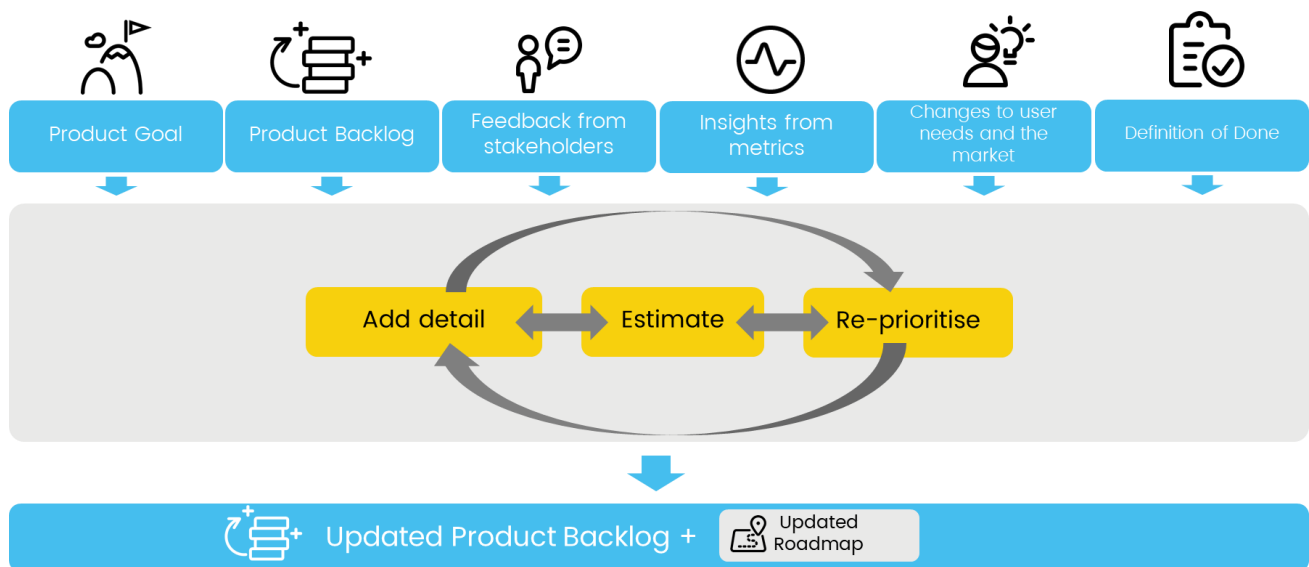 Product Goal
Product Backlog
Feedback from
stakeholders
Insights from
metrics
Changes to user
needs and the
market
Definition of Done
Add detail
Estimate
Re-prioritise
Updated Product Backlog +
Updated
Roadmap